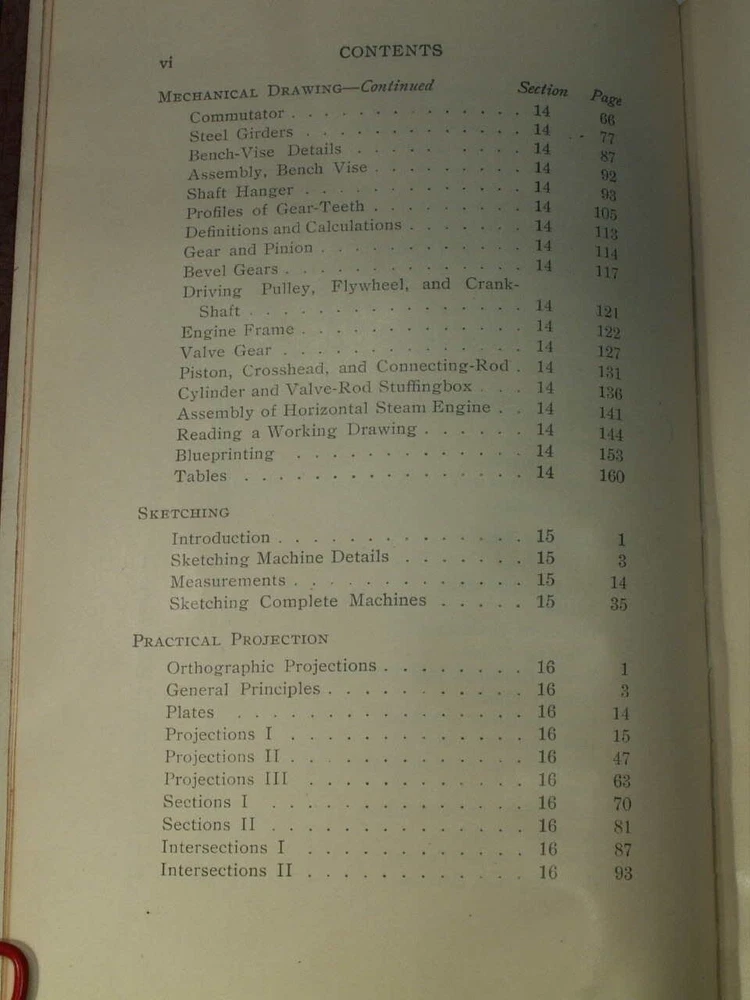 vi CONTENTS
MECHANICAL DRAWING—Continued Section Page
Commutator . . . . . . . . . . . . . . 14 66
Steel Girders . . . . . . . . . . . . . 14 77
Bench-Vise Details . . . . . . . . . . 14 87
Assembly, Bench Vise . . . . . . . . . 14 92
Shaft Hanger . . . . . . . . . . . . . 14 93
Profiles of Gear-Teeth . . . . . . . . . 14 105
Definitions and Calculations . . . . . . . 14 113
Gear and Pinion . . . . . . . . . . . . 14 114
Bevel Gears . . . . . . . . . . . . . . 14 117
Driving Pulley, Flywheel, and Crank-
Shaft . . . . . . . . . . . . . . . 14 121
Engine Frame . . . . . . . . . . . . . 14 122
Valve Gear . . . . . . . . . . . . . . 14 127
Piston, Crosshead, and Connecting-Rod . 14 131
Cylinder and Valve-Rod Stuffingbox . . . 14 136
Assembly of Horizontal Steam Engine . . 14 141
Reading a Working Drawing . . . . . . 14 144
Blueprinting . . . . . . . . . . . . . 14 153
Tables . . . . . . . . . . . . . . . . 14 160
SKETCHING
Introduction . . . . . . . . . . . . . . 15 1
Sketching Machine Details . . . . . . . 15 3
Measurements . . . . . . . . . . . . . 15 14
Sketching Complete Machines . . . . . 15 35
PRACTICAL PROJECTION
Orthographic Projections . . . . . . . . 16 1
General Principles . . . . . . . . . . . 16 3
Plates . . . . . . . . . . . . . . . . 16 14
Projections I . . . . . . . . . . . . . 16 15
Projections II . . . . . . . . . . . . . 16 47
Projections III . . . . . . . . . . . . 16 63
Sections I . . . . . . . . . . . . . . 16 70
Sections II . . . . . . . . . . . . . . 16 81
Intersections I . . . . . . . . . . . . 16 87
Intersections II . . . . . . . . . . . . 16 93